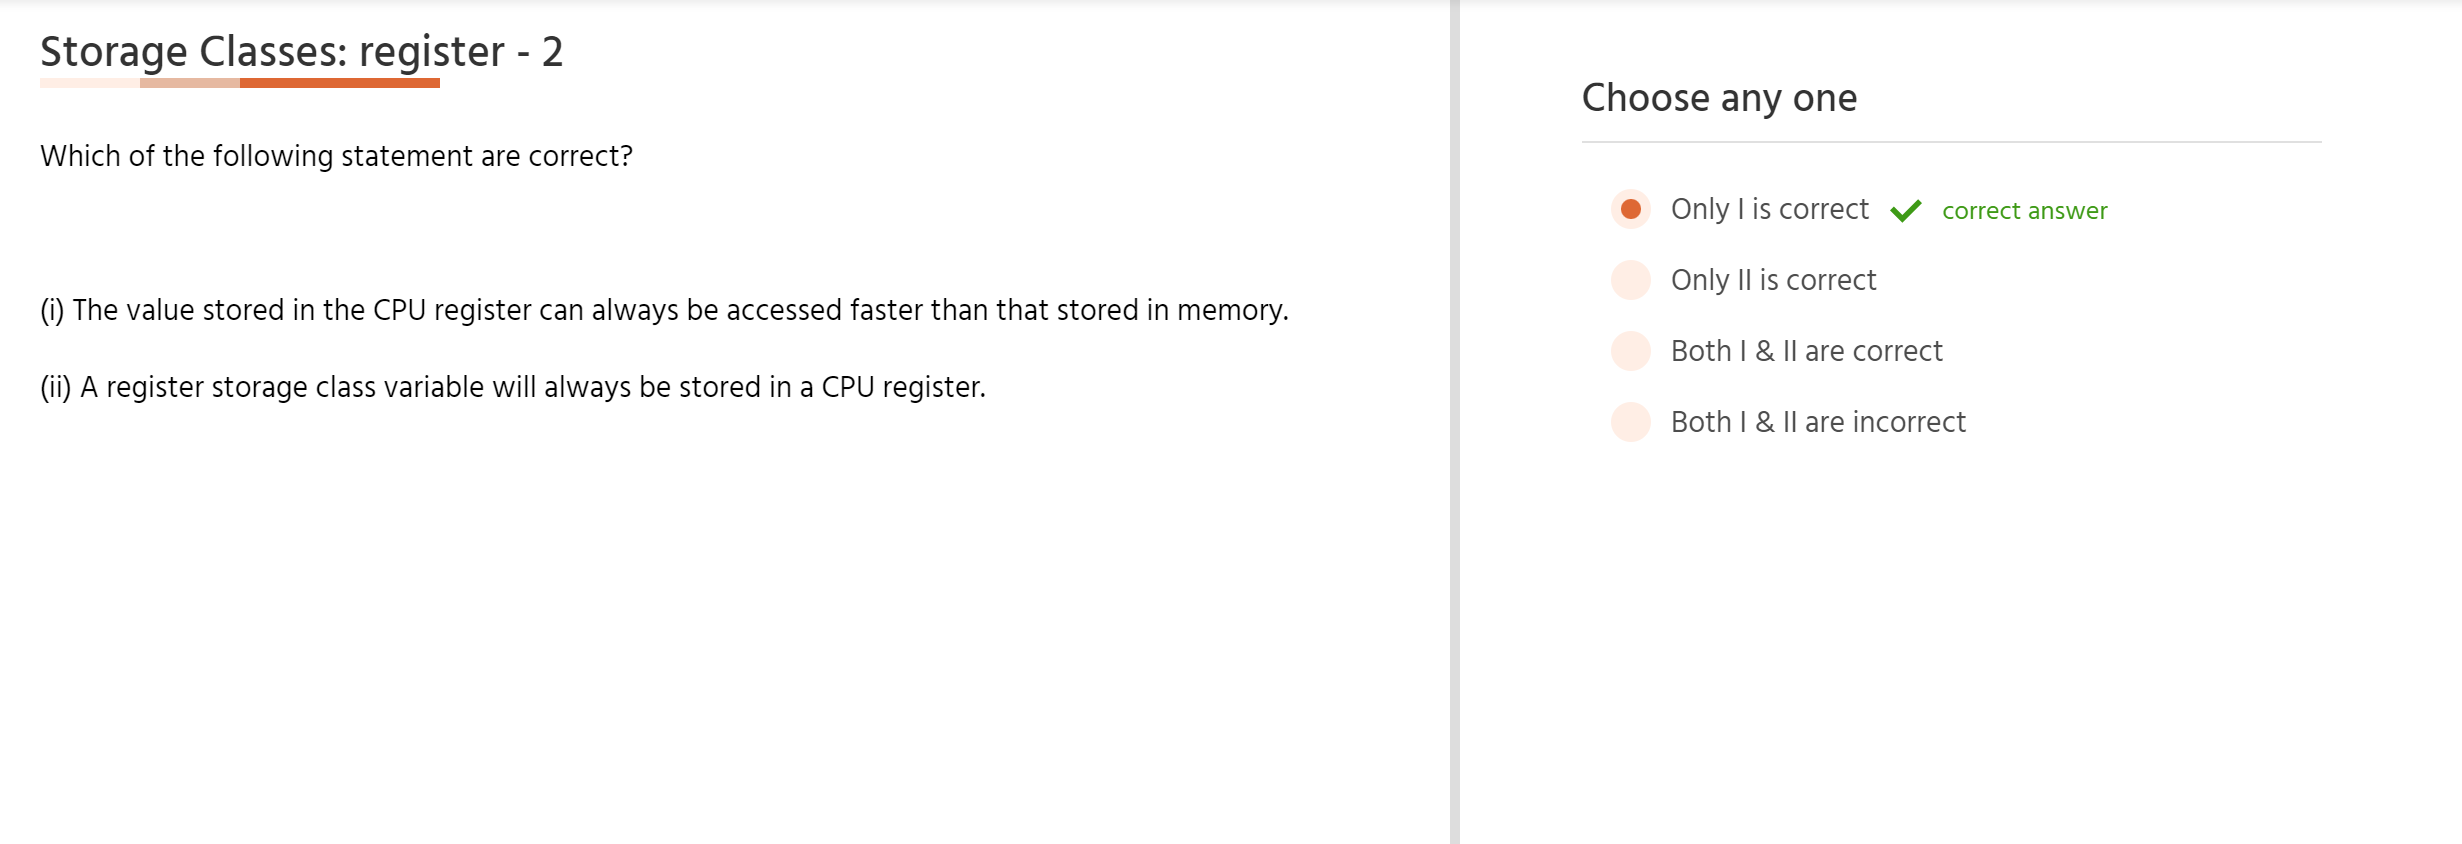 Storage Classes: register - 2
Which of the following statement are correct?
(i) The value stored in the CPU register can always be accessed faster than that stored in memory.
(ii) A register storage class variable will always be stored in a CPU register.
Choose any one
Only I is correct correct answer
Only II is correct
Both I & II are correct
Both I & II are incorrect